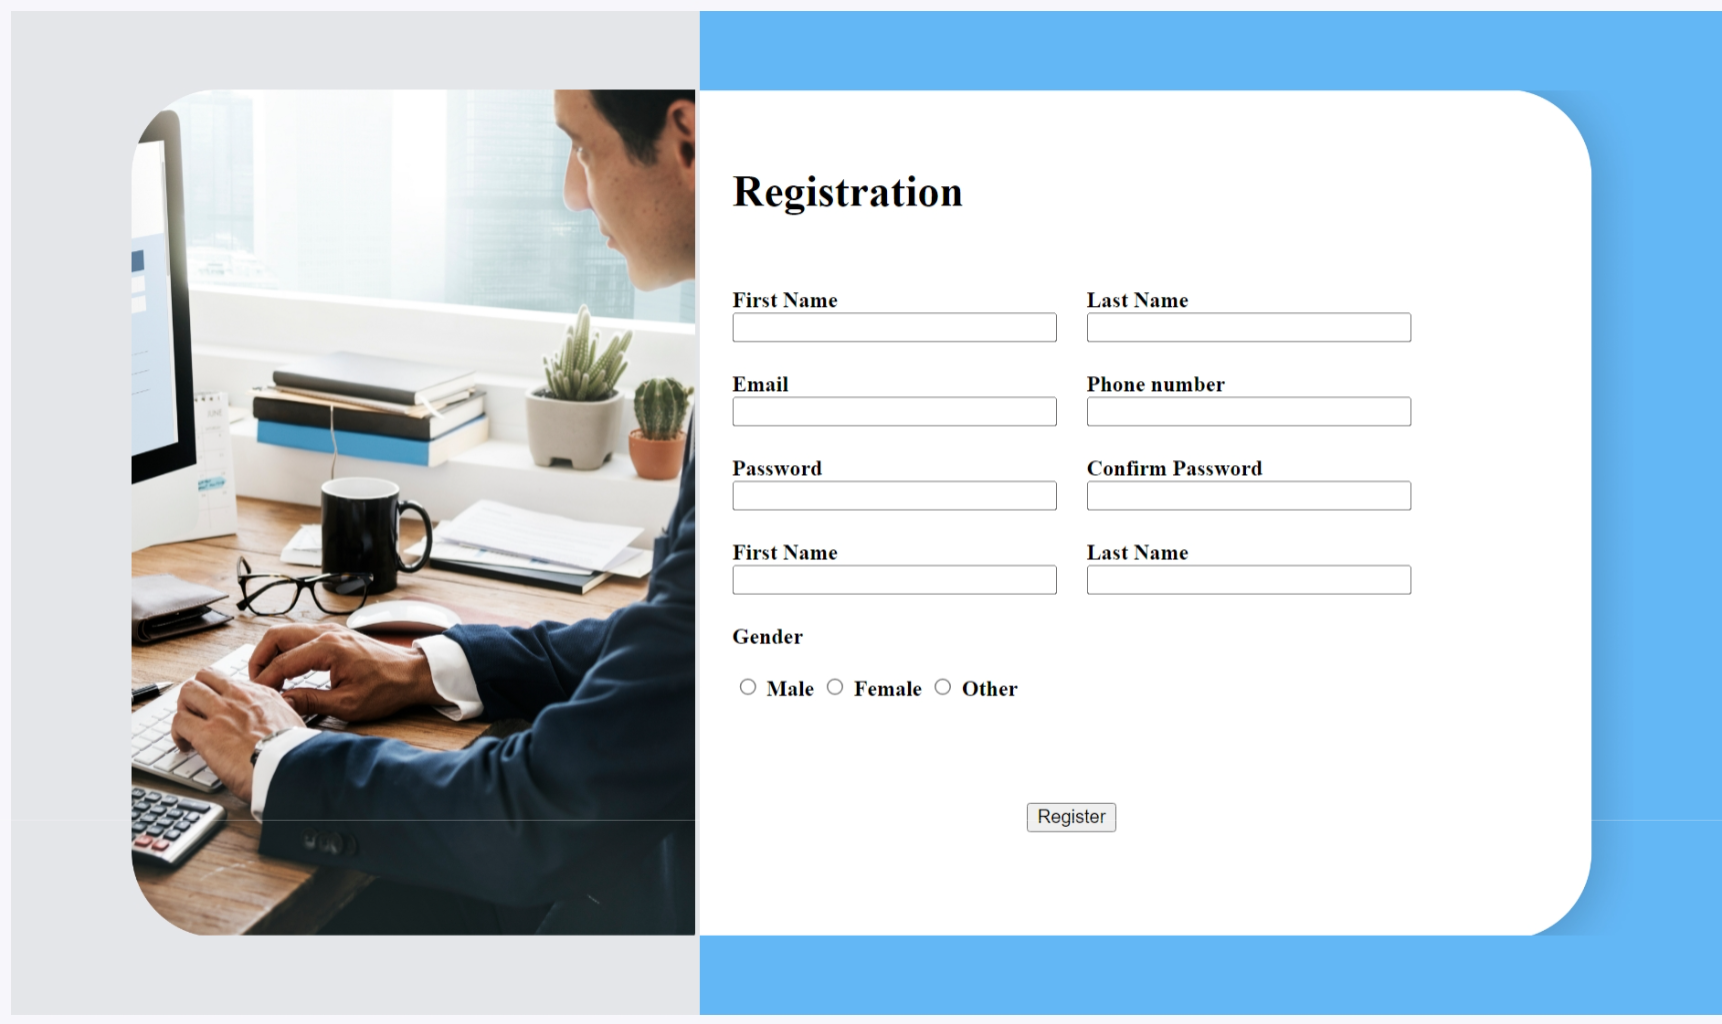 Registration
First Name Last Name
Email Phone number
Password Confirm Password
First Name Last Name
Gender
Male Female Other
Register
JUNE